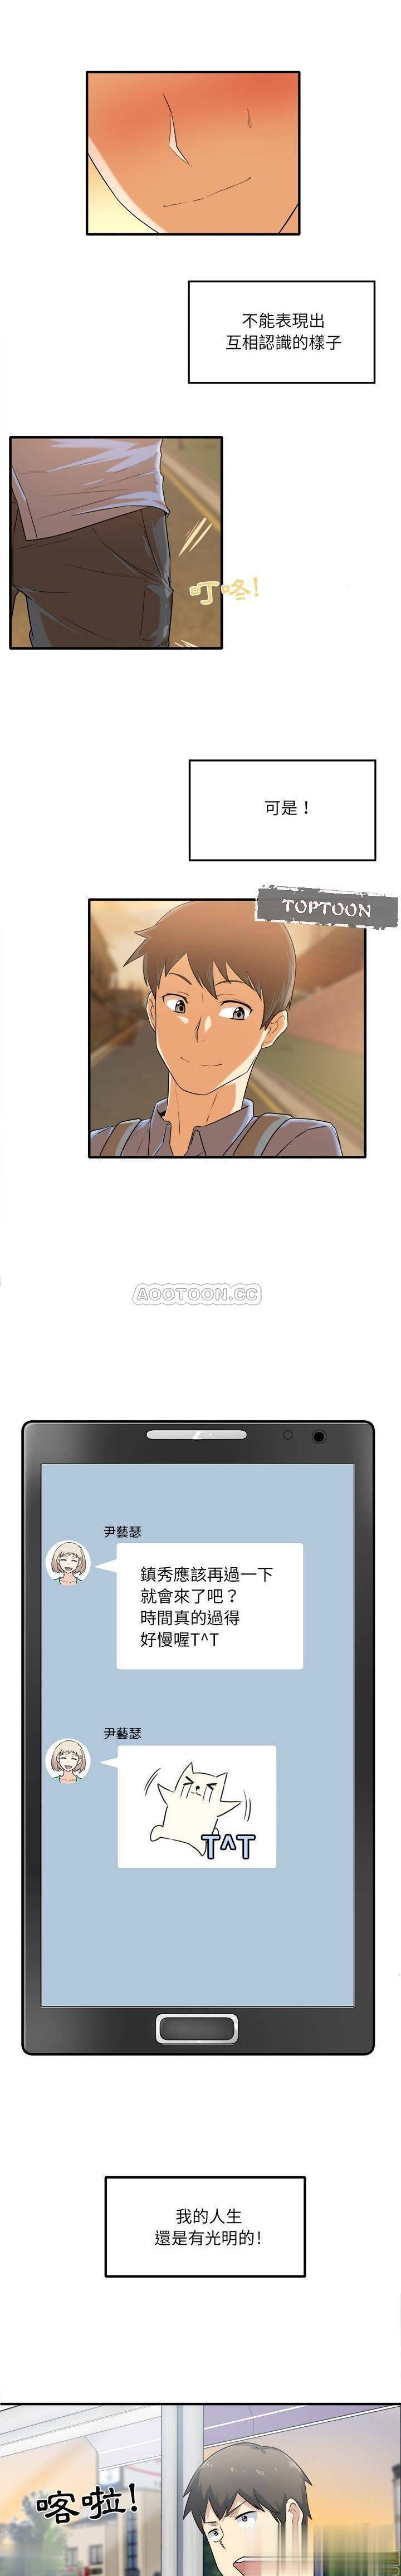 不能表現出
互相認識的樣子
叮咚!
可是！
TOPTOON
AOOTOON.CC
尹藝瑟
鎮秀應該再過一下
就會來了吧？
時間真的過得
好慢喔T^T
尹藝瑟
T^T
我的人生
還是有光明的!
喀啦!